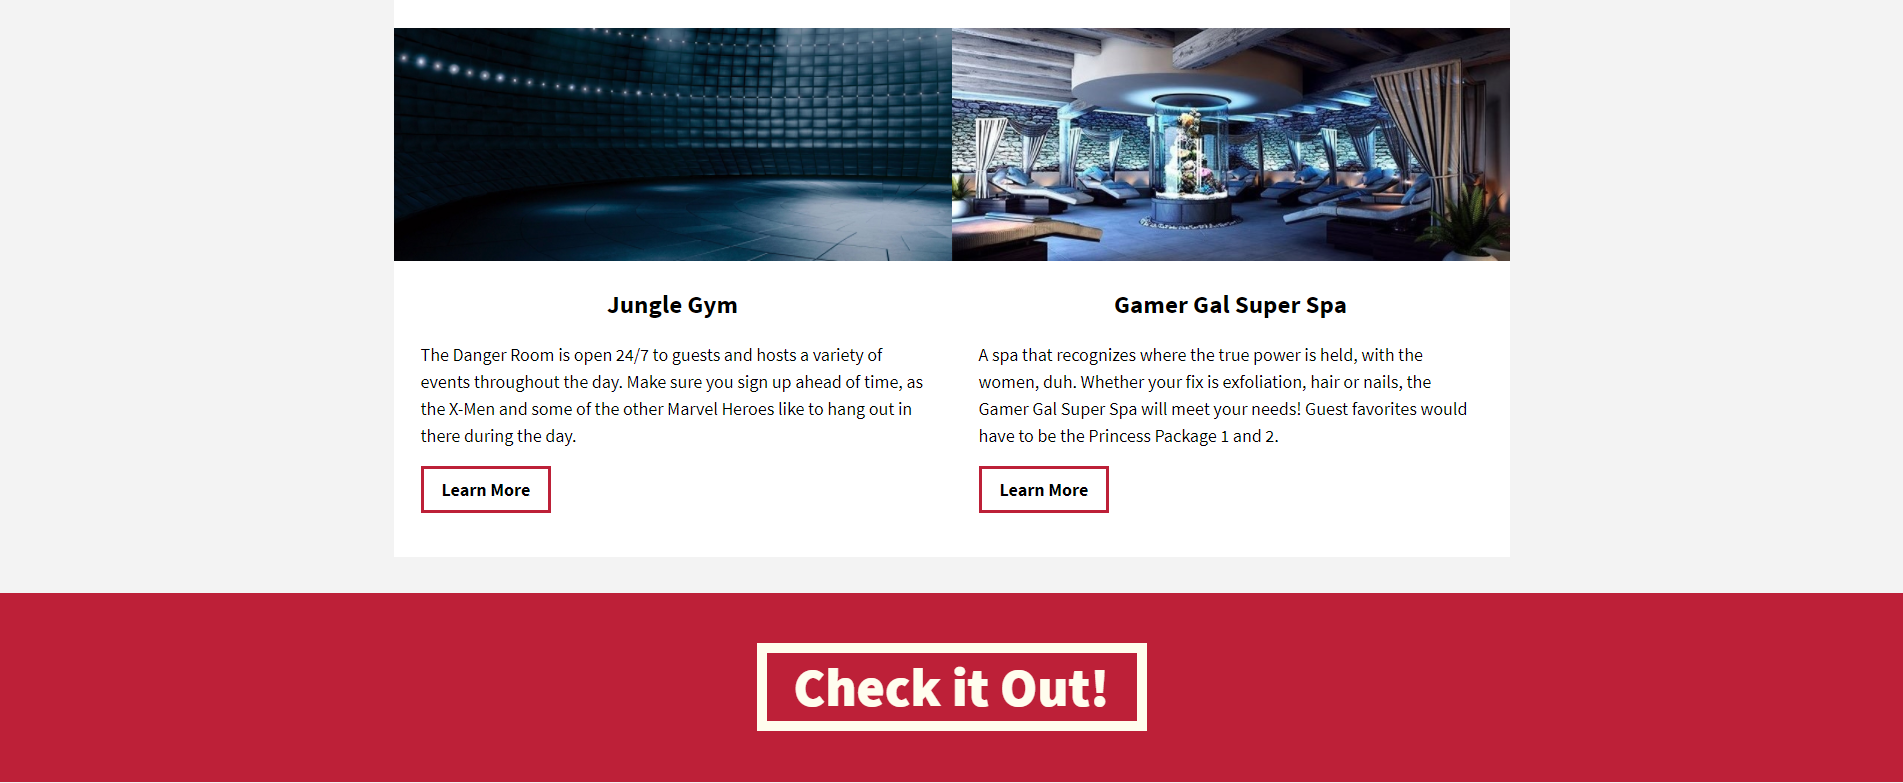 Jungle Gym
The Danger Room is open 24/7 to guests and hosts a variety of
events throughout the day. Make sure you sign up ahead of time, as
the X-Men and some of the other Marvel Heroes like to hang out in
there during the day.
Learn More
Gamer Gal Super Spa
A spa that recognizes where the true power is held, with the
women, duh. Whether your fix is exfoliation, hair or nails, the
Gamer Gal Super Spa will meet your needs! Guest favorites would
have to be the Princess Package 1 and 2.
Learn More
Check it Out!